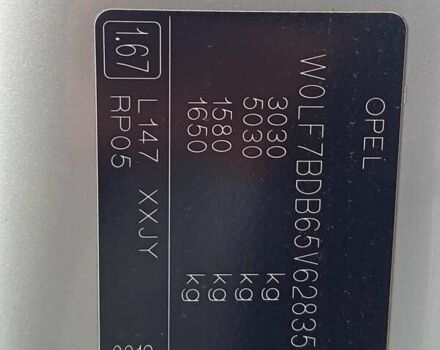 OPEL
W0LF7BDB65V62835
3030 kg
5030 kg
1580 kg
1650 kg
1.67 L147 XXJY
RP05